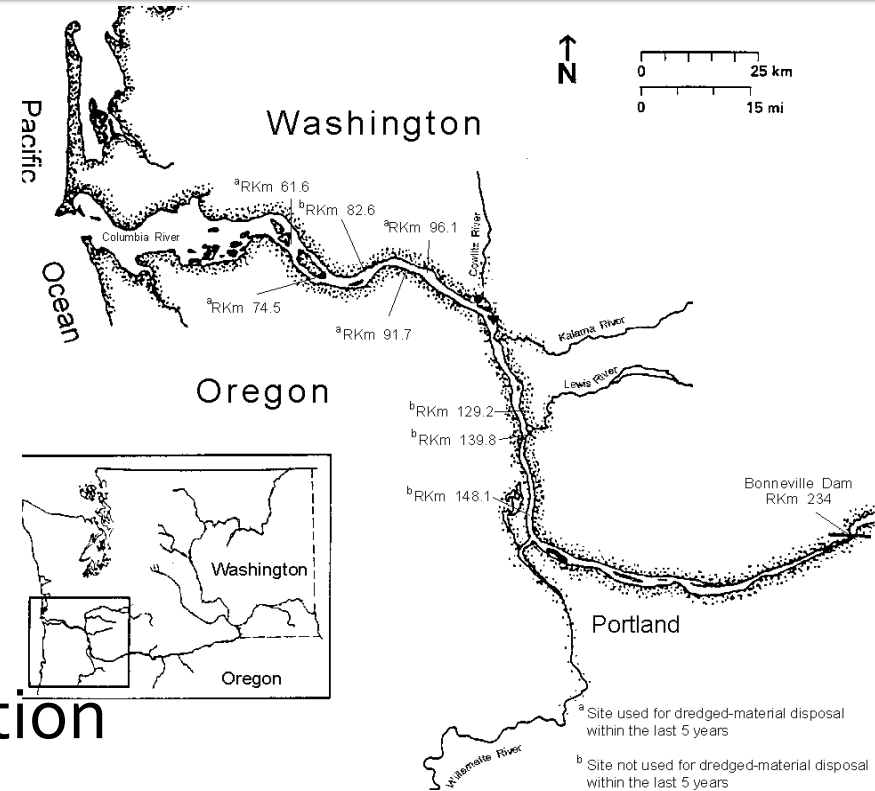 N
0 25 km
0 15 mi
Pacific
Ocean
Washington
aRKm 61.6
bRKm 82.6
aRKm 96.1
Cowlitz River
Columbia River
aRKm 74.5
aRKm 91.7
Kalama River
Lewis River
Oregon
bRKm 129.2
bRKm 139.8
bRKm 148.1
Bonneville Dam
RKm 234
Washington
Oregon
Portland
Willamette River
tion
a Site used for dredged-material disposal
within the last 5 years
b Site not used for dredged-material disposal
within the last 5 years